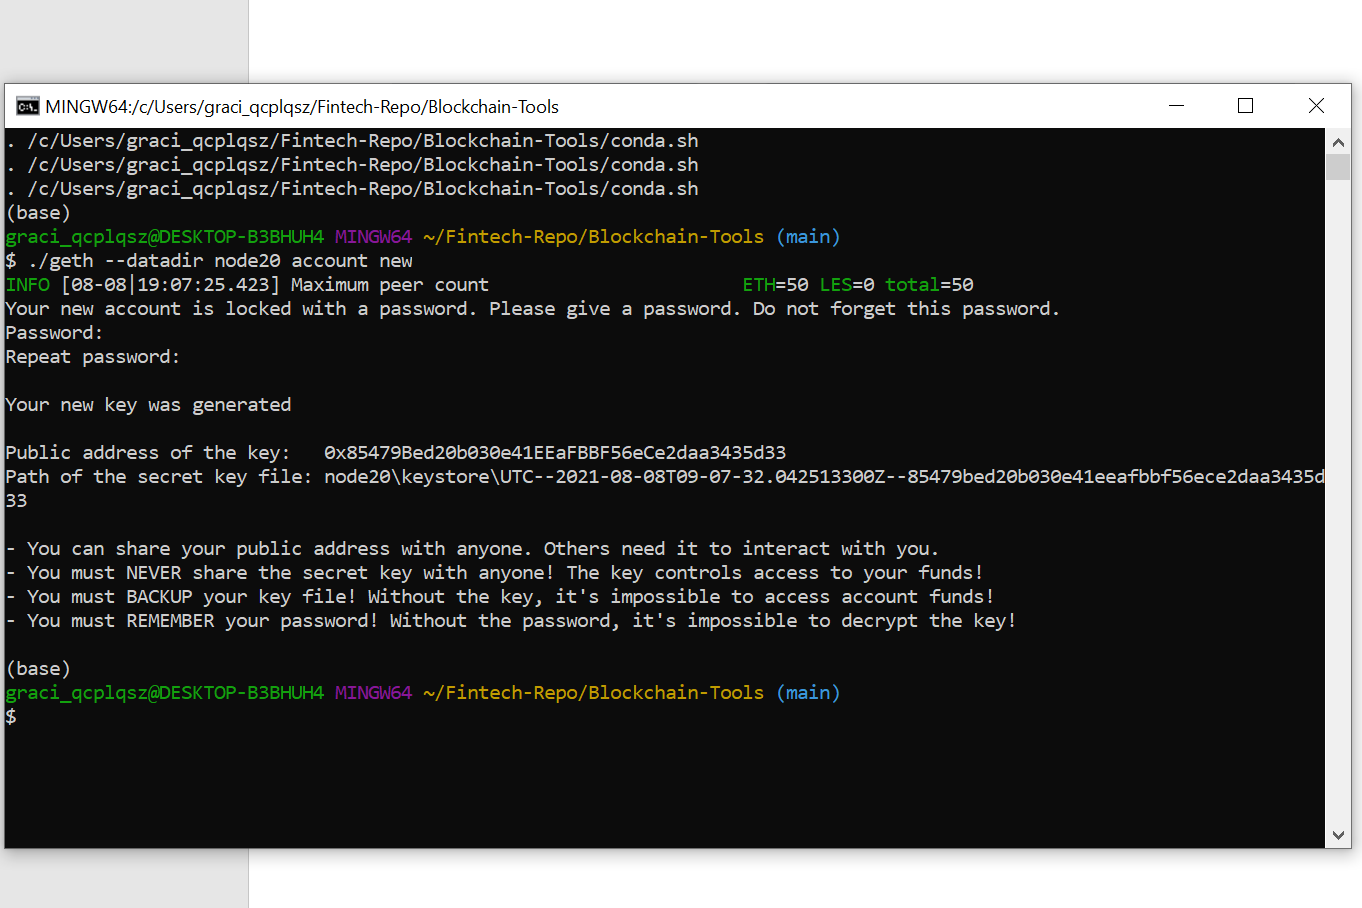 MINGW64:/c/Users/graci_qcplqsz/Fintech-Repo/Blockchain-Tools
. /c/Users/graci_qcplqsz/Fintech-Repo/Blockchain-Tools/conda.sh
. /c/Users/graci_qcplqsz/Fintech-Repo/Blockchain-Tools/conda.sh
. /c/Users/graci_qcplqsz/Fintech-Repo/Blockchain-Tools/conda.sh
(base)
graci_qcplqsz@DESKTOP-B3BHUH4 MINGW64 ~/Fintech-Repo/Blockchain-Tools (main)
$ ./geth --datadir node20 account new
INFO [08-08|19:07:25.423] Maximum peer count                       ETH=50 LES=0 total=50
Your new account is locked with a password. Please give a password. Do not forget this password.
Password:
Repeat password:
Your new key was generated
Public address of the key:   0x85479Bed20b030e41EEaFBBF56eCe2daa3435d33
Path of the secret key file: node20\keystore\UTC--2021-08-08T09-07-32.042513300Z--85479bed20b030e41eeafbbf56ece2daa3435d
33
- You can share your public address with anyone. Others need it to interact with you.
- You must NEVER share the secret key with anyone! The key controls access to your funds!
- You must BACKUP your key file! Without the key, it's impossible to access account funds!
- You must REMEMBER your password! Without the password, it's impossible to decrypt the key!
(base)
graci_qcplqsz@DESKTOP-B3BHUH4 MINGW64 ~/Fintech-Repo/Blockchain-Tools (main)
$